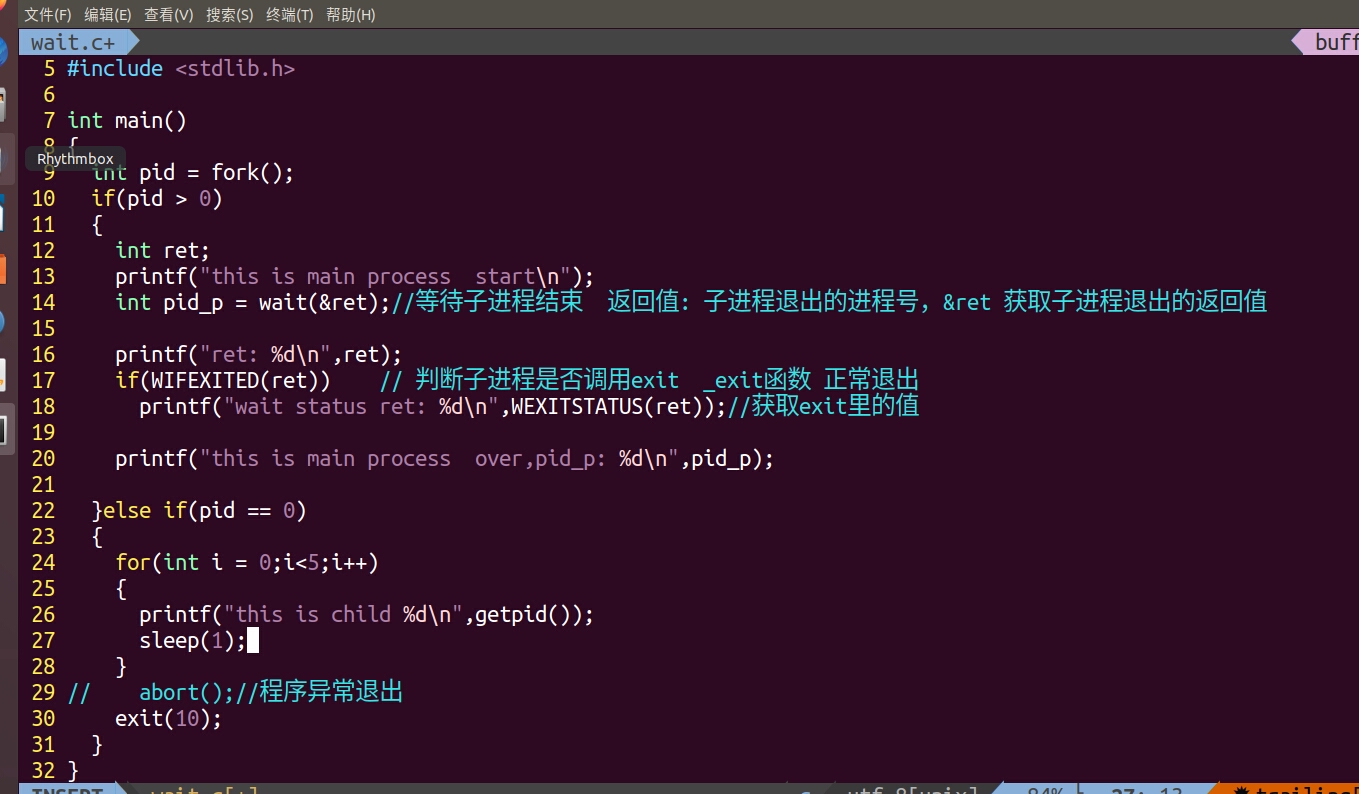 文件(F) 编辑(E) 查看(V) 搜索(S) 终端(T) 帮助(H)
wait.c+ buff
5 #include <stdlib.h>
6
7 int main()
8 {
Rhythmbox
9 int pid = fork();
10 if(pid > 0)
11 {
12 int ret;
13 printf("this is main process  start\n");
14 int pid_p = wait(&ret);//等待子进程结束  返回值: 子进程退出的进程号，&ret 获取子进程退出的返回值
15
16 printf("ret: %d\n",ret);
17 if(WIFEXITED(ret))    // 判断子进程是否调用exit  _exit函数 正常退出
18 printf("wait status ret: %d\n",WEXITSTATUS(ret));//获取exit里的值
19
20 printf("this is main process  over,pid_p: %d\n",pid_p);
21
22 }else if(pid == 0)
23 {
24 for(int i = 0;i<5;i++)
25 {
26 printf("this is child %d\n",getpid());
27 sleep(1);
28 }
29 //    abort();//程序异常退出
30 exit(10);
31 }
32 }
INSERT wait.c[+] c utf-8[unix] 84% 27: 13 trailing[